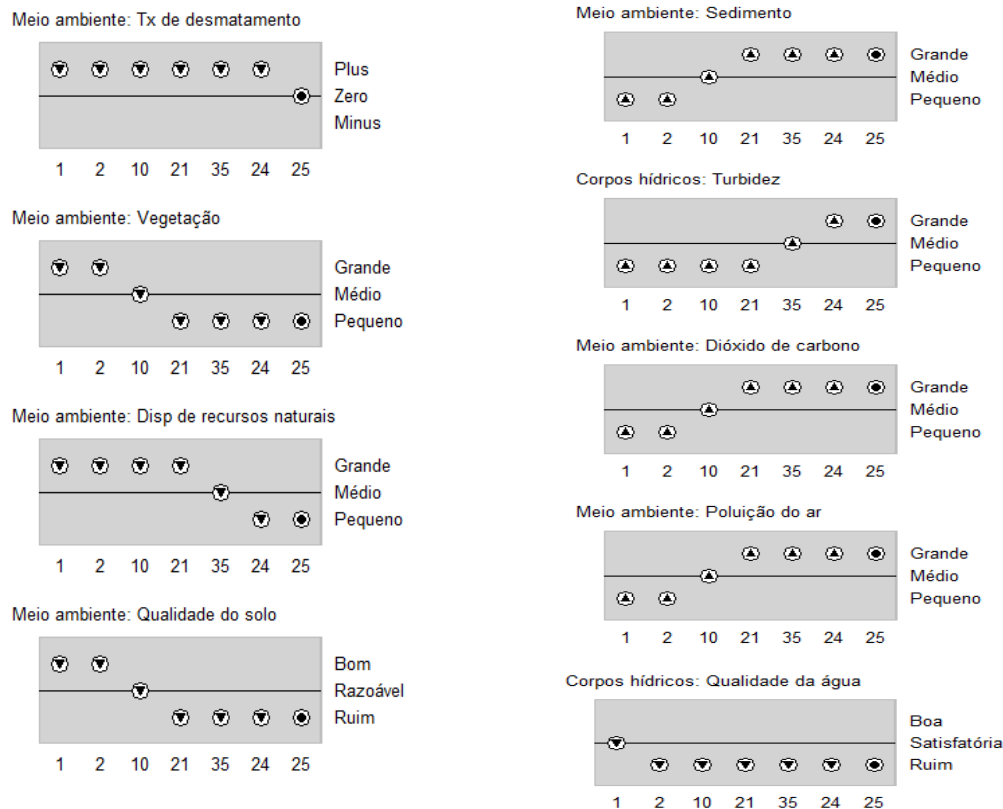 Meio ambiente: Tx de desmatamento
Plus
Zero
Minus
1 2 10 21 35 24 25
Meio ambiente: Vegetação
Grande
Médio
Pequeno
1 2 10 21 35 24 25
Meio ambiente: Disp de recursos naturais
Grande
Médio
Pequeno
1 2 10 21 35 24 25
Meio ambiente: Qualidade do solo
Bom
Razoável
Ruim
1 2 10 21 35 24 25
Meio ambiente: Sedimento
Grande
Médio
Pequeno
1 2 10 21 35 24 25
Corpos hídricos: Turbidez
Grande
Médio
Pequeno
1 2 10 21 35 24 25
Meio ambiente: Dióxido de carbono
Grande
Médio
Pequeno
1 2 10 21 35 24 25
Meio ambiente: Poluição do ar
Grande
Médio
Pequeno
1 2 10 21 35 24 25
Corpos hídricos: Qualidade da água
Boa
Satisfatória
Ruim
1 2 10 21 35 24 25